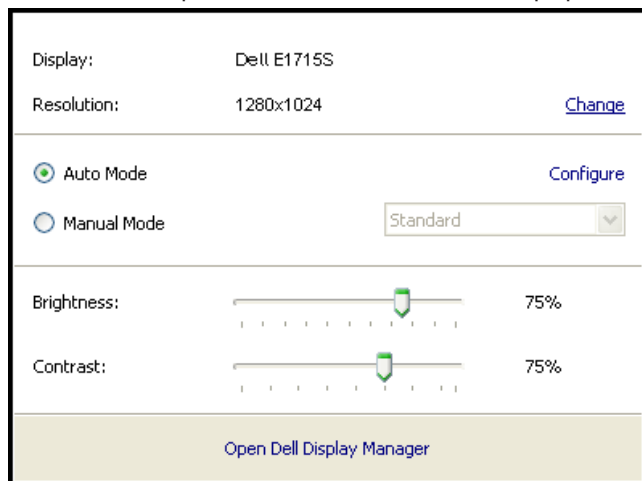 Display: Dell E1715S
Resolution: 1280x1024 Change
Auto Mode Configure
Manual Mode Standard
Brightness: 75%
Contrast: 75%
Open Dell Display Manager